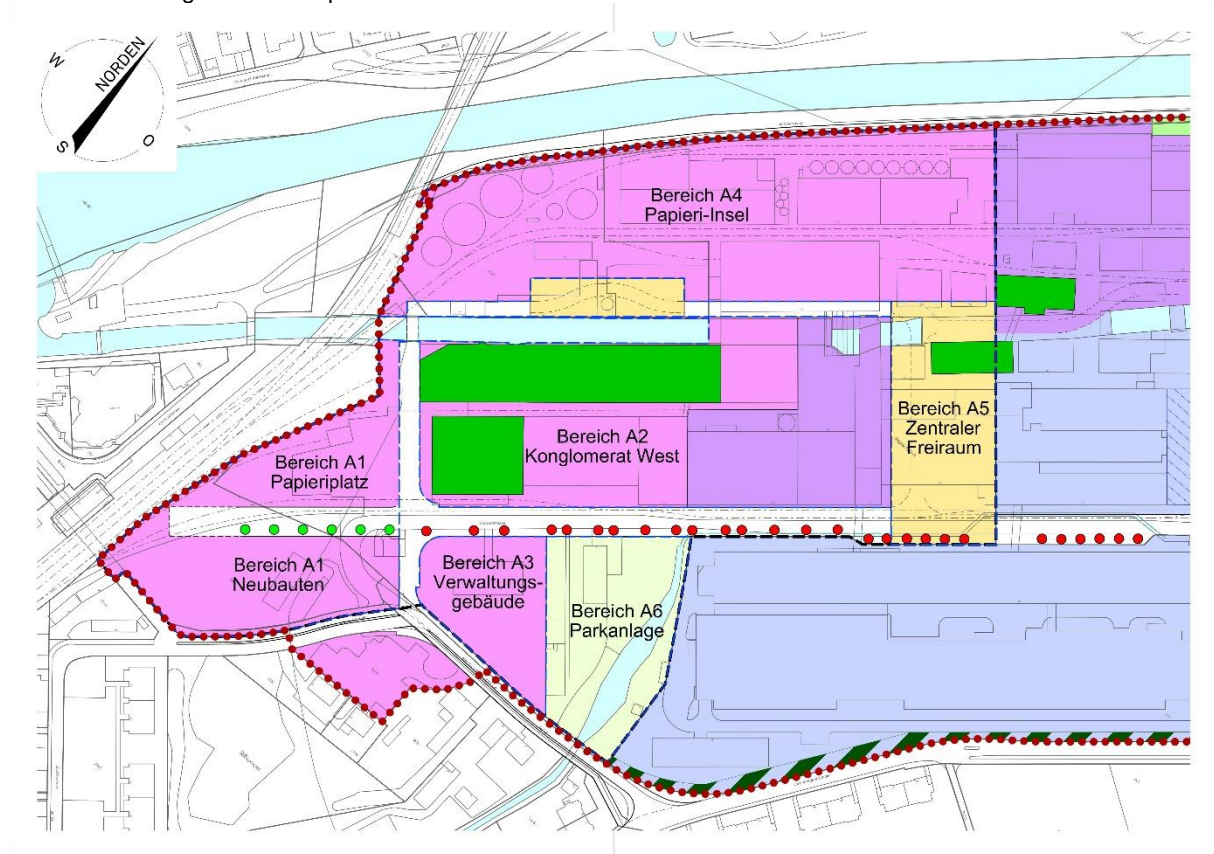 W
NORDEN
S
O
Bereich A4
Papieri-Insel
Bereich A5
Zentraler
Freiraum
Bereich A2
Konglomerat West
Bereich A1
Papieriplatz
Bereich A1
Neubauten
Bereich A3
Verwaltungs-
gebäude
Bereich A6
Parkanlage